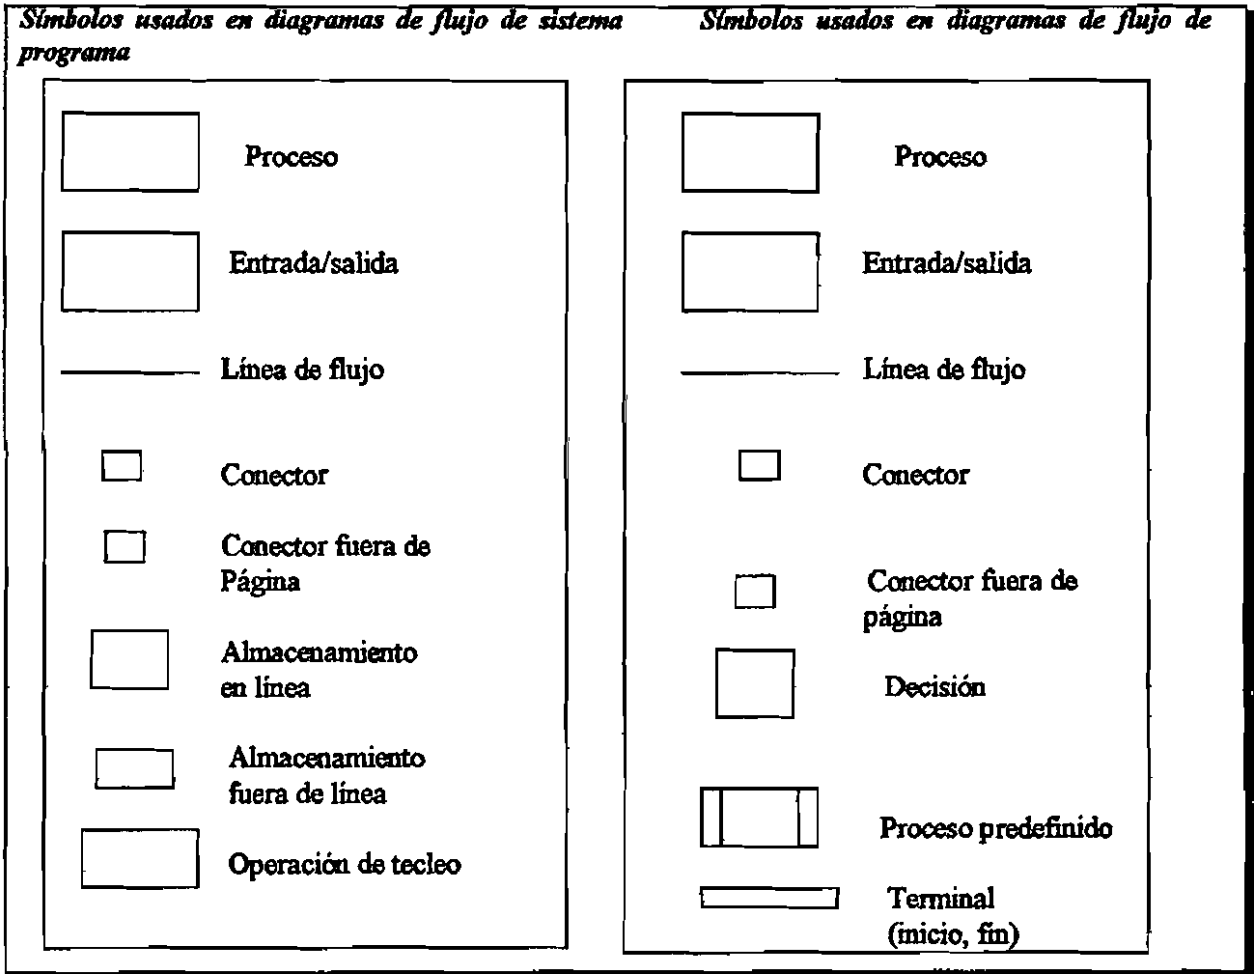 Símbolos usados en diagramas de flujo de sistema Símbolos usados en diagramas de flujo de
programa
Proceso
Entrada/salida
Línea de flujo
Conector
Conector fuera de
Página
Almacenamiento
en línea
Almacenamiento
fuera de línea
Operación de tecleo
Proceso
Entrada/salida
Línea de flujo
Conector
Conector fuera de
página
Decisión
Proceso predefinido
Terminal
(inicio, fin)